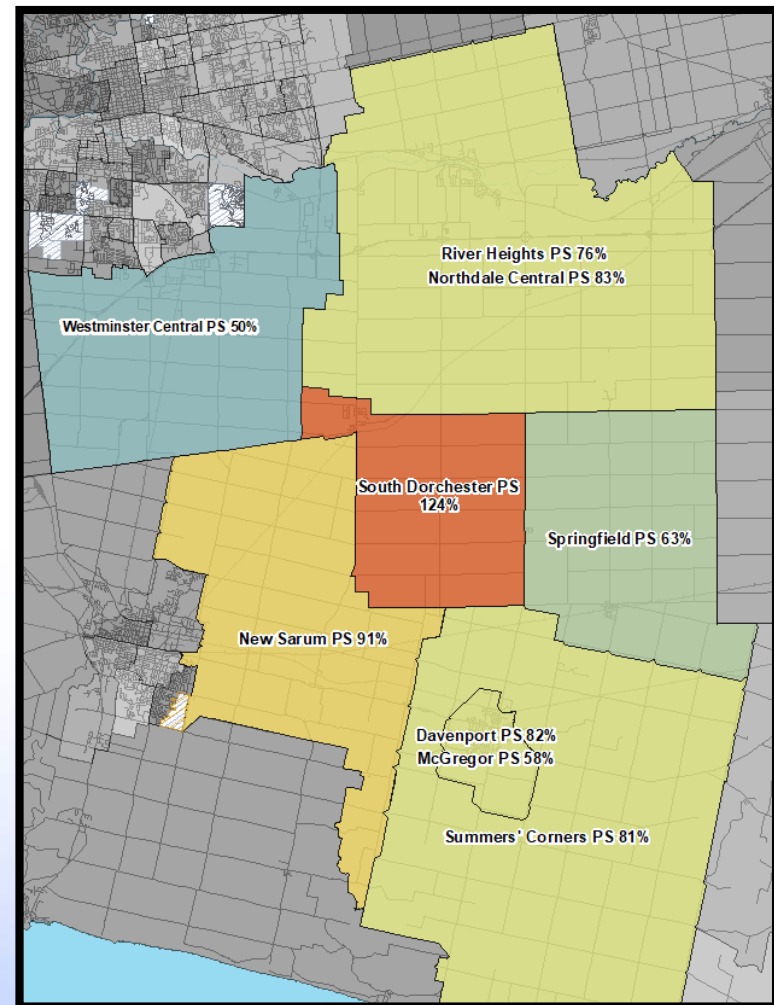 River Heights PS 76%
Northdale Central PS 83%
Westminster Central PS 50%
South Dorchester PS
124%
Springfield PS 63%
New Sarum PS 91%
Davenport PS 82%
McGregor PS 58%
Summers' Corners PS 81%